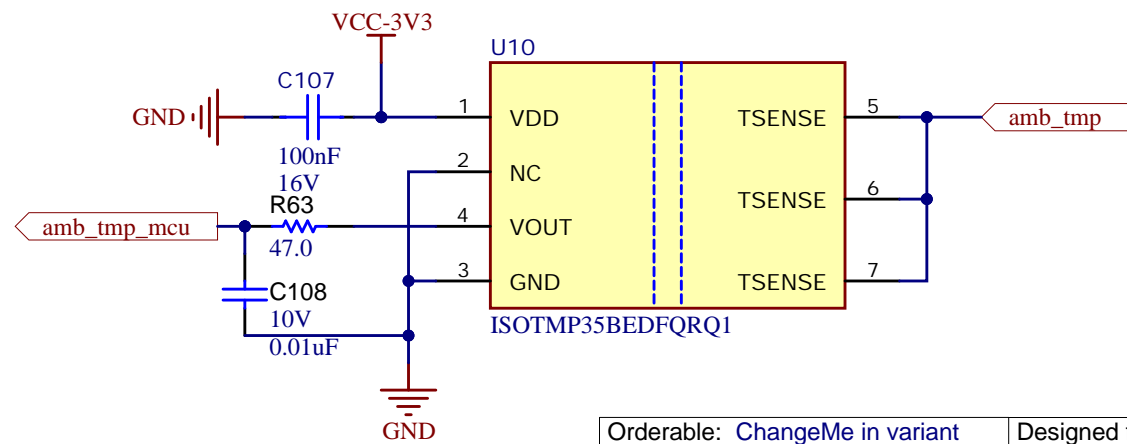 VCC-3V3
U10
C107
GND
100nF
16V
1
VDD
TSENSE
5
amb_tmp
2
NC
R63
47.0
amb_tmp_mcu
4
VOUT
TSENSE
6
3
GND
TSENSE
7
C108
10V
0.01uF
ISOTMP35BEDFQRQ1
GND
Orderable: ChangeMe in variant
Designed